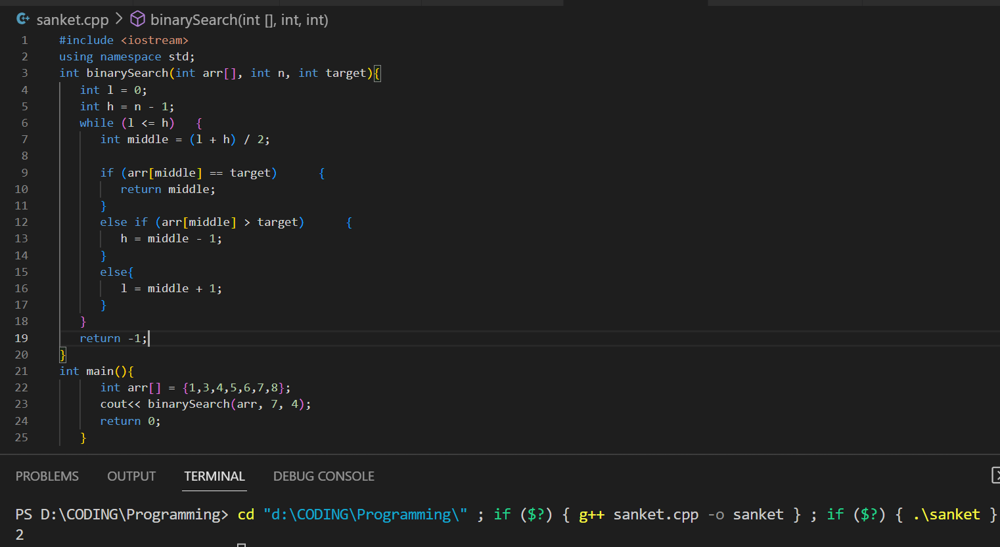 sanket.cpp > binarySearch(int [], int, int)
1 #include <iostream>
2 using namespace std;
3 int binarySearch(int arr[], int n, int target){
4    int l = 0;
5    int h = n - 1;
6    while (l <= h)   {
7       int middle = (l + h) / 2;
8
9       if (arr[middle] == target)      {
10         return middle;
11      }
12      else if (arr[middle] > target)      {
13         h = middle - 1;
14      }
15      else{
16         l = middle + 1;
17      }
18   }
19   return -1;
20 }
21 int main(){
22      int arr[] = {1,3,4,5,6,7,8};
23      cout<< binarySearch(arr, 7, 4);
24      return 0;
25   }
PROBLEMS OUTPUT TERMINAL DEBUG CONSOLE
PS D:\CODING\Programming> cd "d:\CODING\Programming\" ; if ($?) { g++ sanket.cpp -o sanket } ; if ($?) { .\sanket }
2